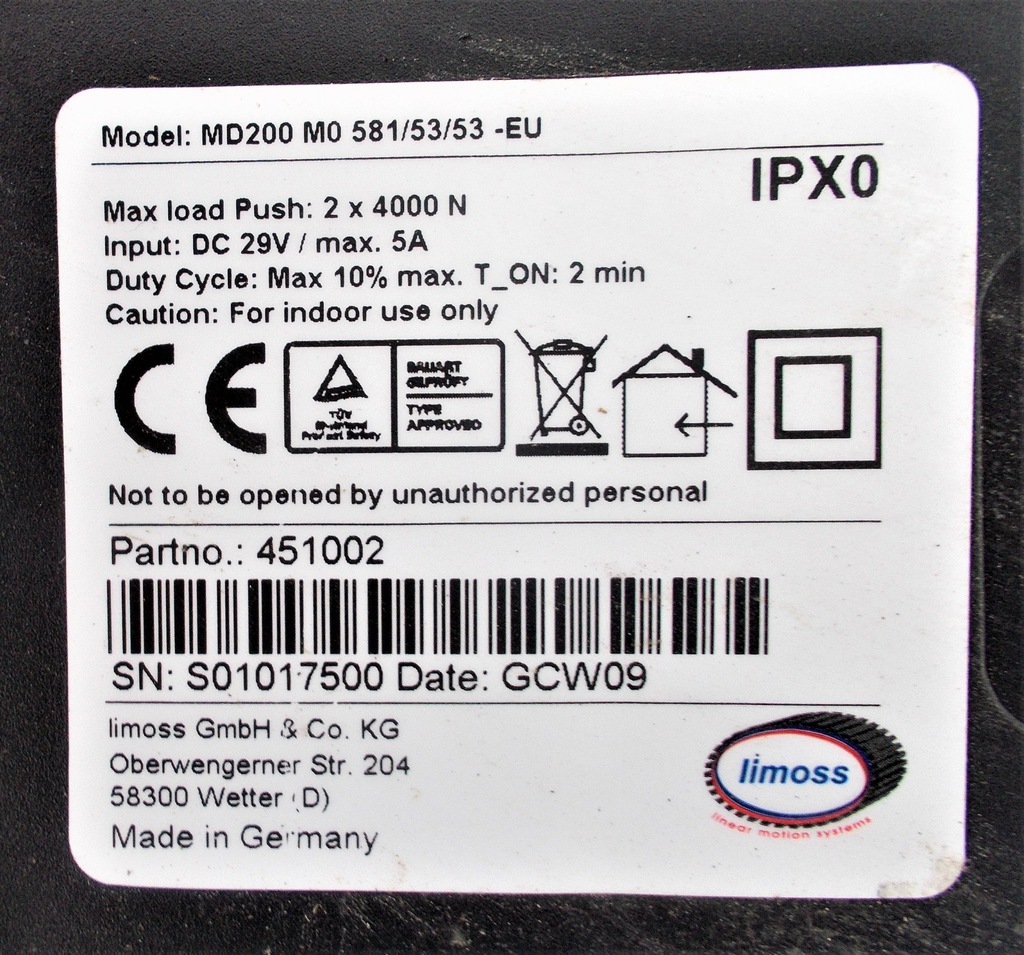 Model: MD200 M0 581/53/53 -EU
IPX0
Max load Push: 2 x 4000 N
Input: DC 29V / max. 5A
Duty Cycle: Max 10% max. T_ON: 2 min
Caution: For indoor use only
CE
BAUART
GEPRÜFT
TÜV
TYPE
APPROVED
Not to be opened by unauthorized personal
Partno.: 451002
SN: S01017500 Date: GCW09
limoss GmbH & Co. KG
Oberwengerner Str. 204
58300 Wetter (D)
Made in Germany
limoss
linear motion systems